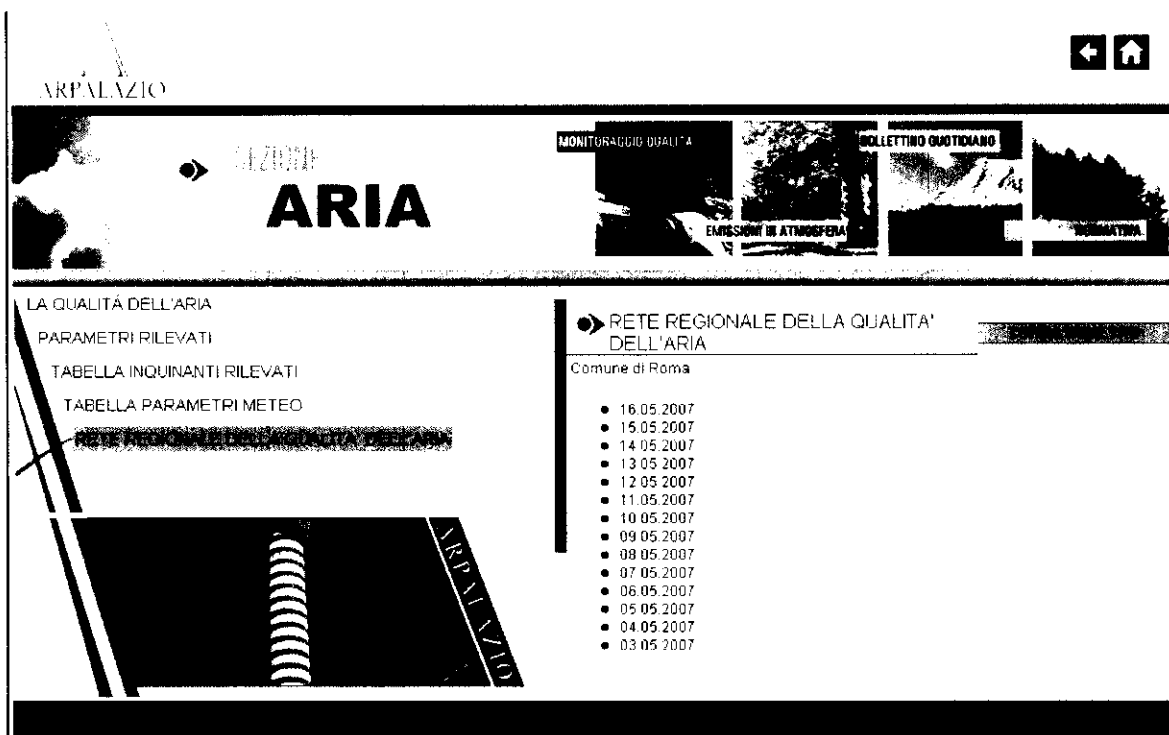 ARPALAZIO
SEZIONE
ARIA
MONITORAGGIO QUALITA'
EMISSIONI IN ATMOSFERA
BOLLETTINO QUOTIDIANO
NORMATIVA
LA QUALITÀ DELL'ARIA
PARAMETRI RILEVATI
TABELLA INQUINANTI RILEVATI
TABELLA PARAMETRI METEO
RETE REGIONALE DELLA QUALITA' DELL'ARIA
ARPALAZIO
RETE REGIONALE DELLA QUALITA'
DELL'ARIA
Comune di Roma
16.05.2007
15.05.2007
14.05.2007
13.05.2007
12.05.2007
11.05.2007
10.05.2007
09.05.2007
08.05.2007
07.05.2007
06.05.2007
05.05.2007
04.05.2007
03.05.2007